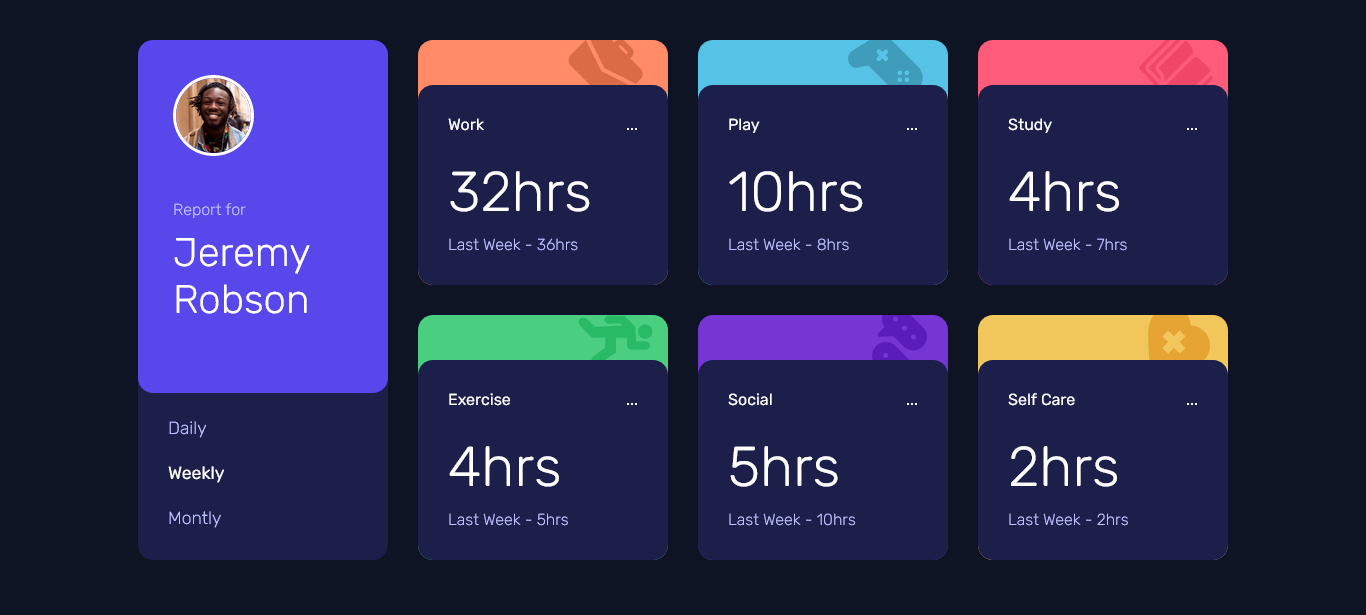 Report for
Jeremy
Robson
Daily
Weekly
Montly
Work ...
32hrs
Last Week - 36hrs
Play ...
10hrs
Last Week - 8hrs
Study ...
4hrs
Last Week - 7hrs
Exercise ...
4hrs
Last Week - 5hrs
Social ...
5hrs
Last Week - 10hrs
Self Care ...
2hrs
Last Week - 2hrs